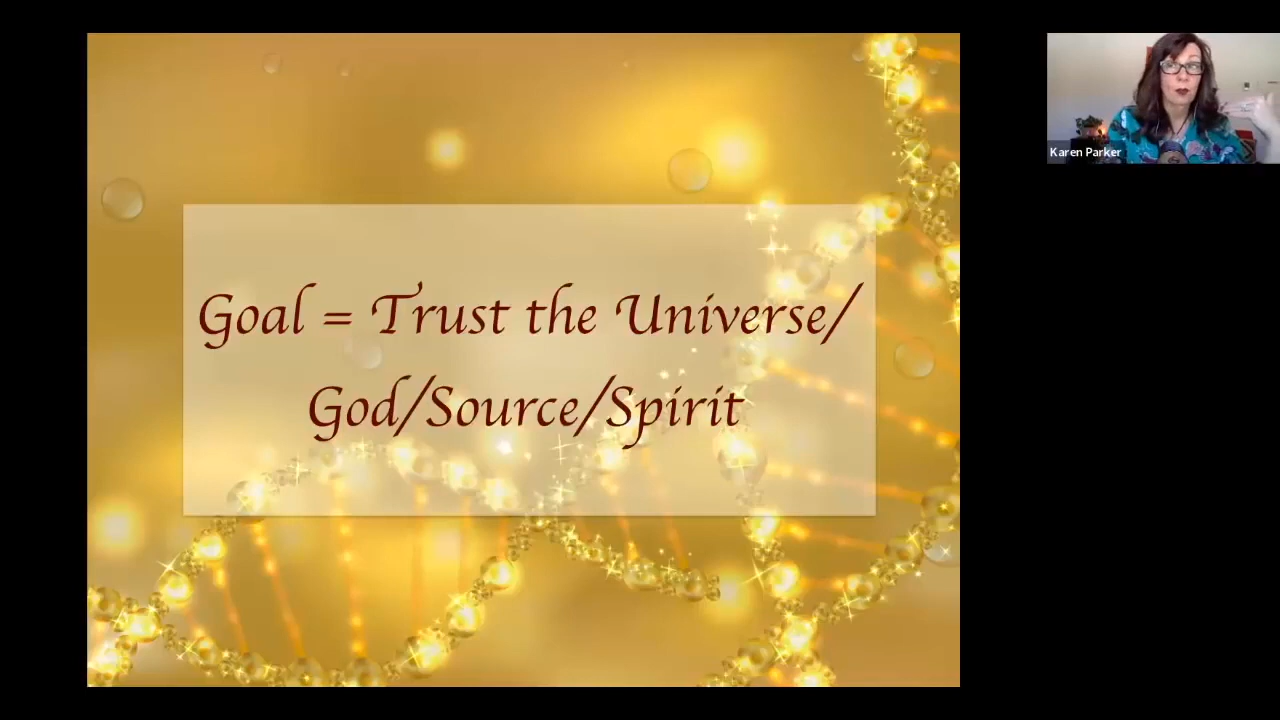 Goal = Trust the Universe/
God/Source/Spirit
Karen Parker